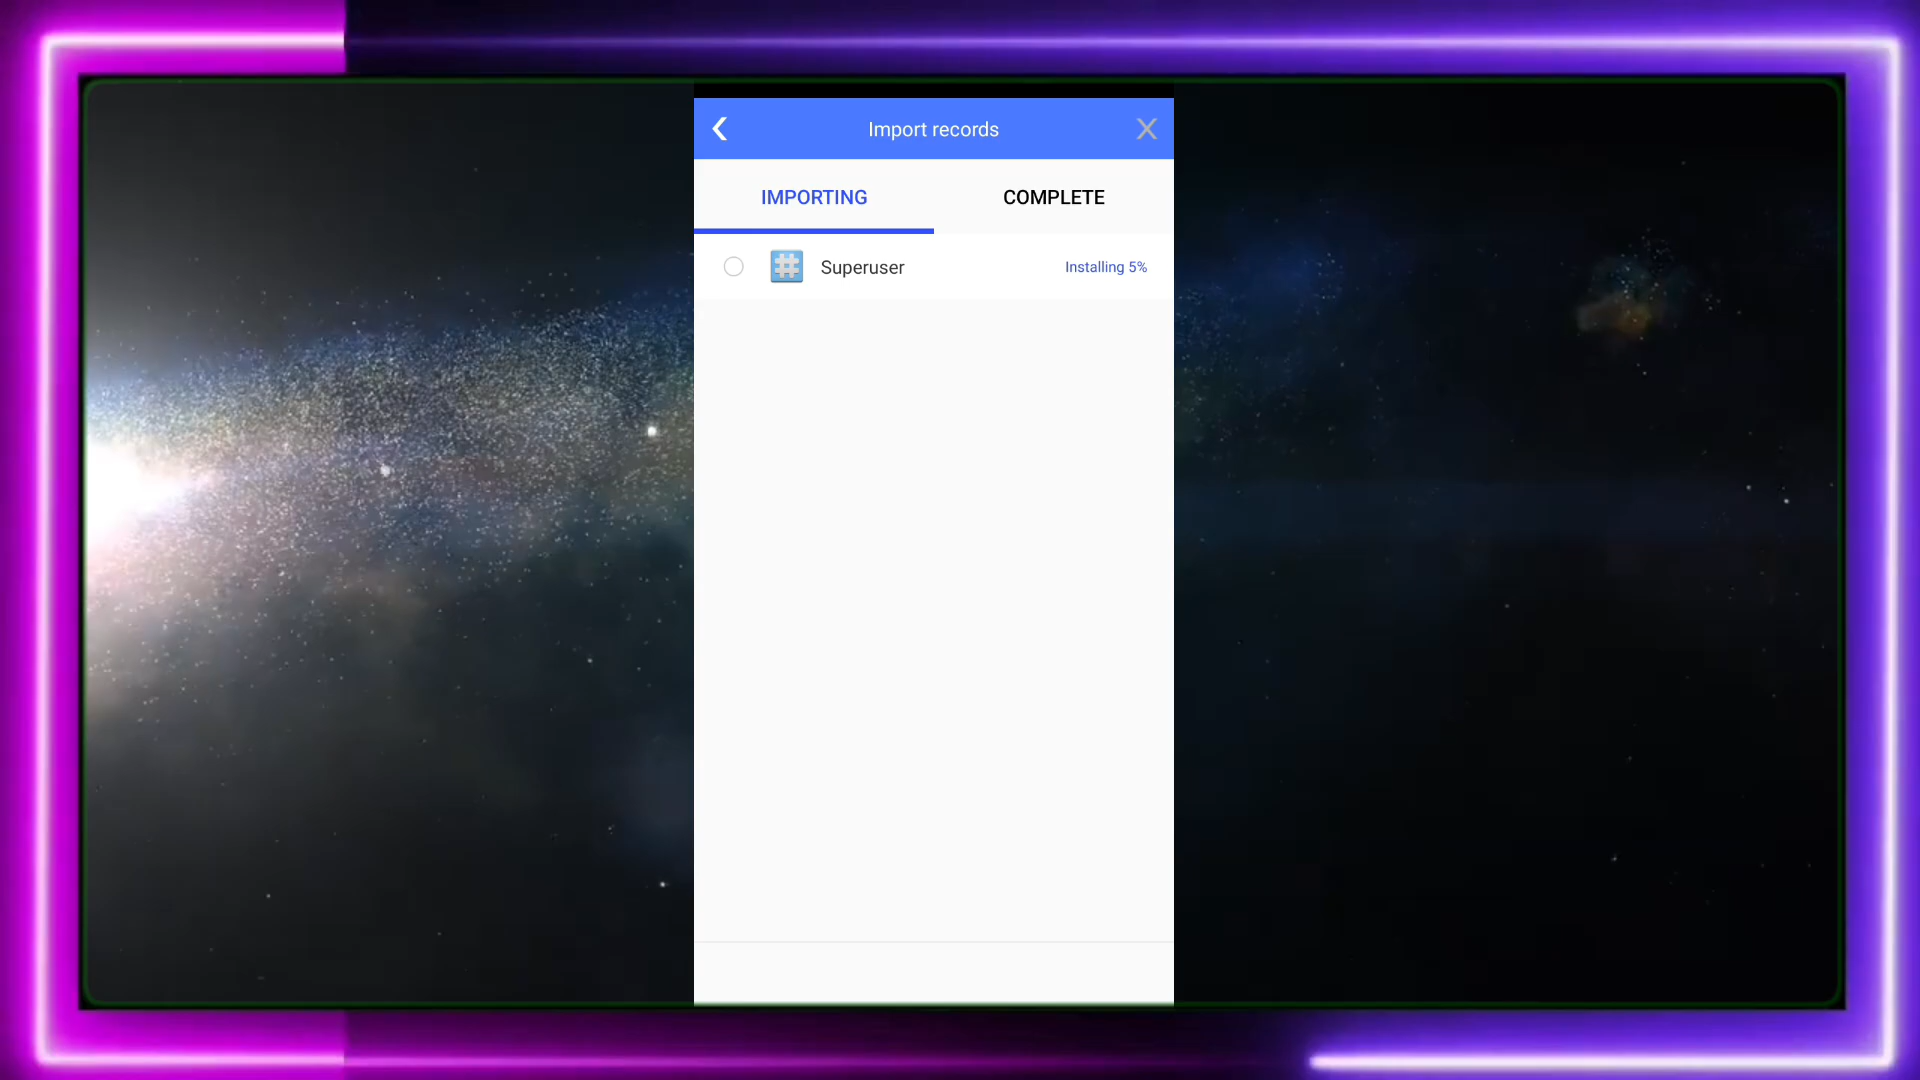 Import records
IMPORTING
COMPLETE
Superuser
Installing 5%